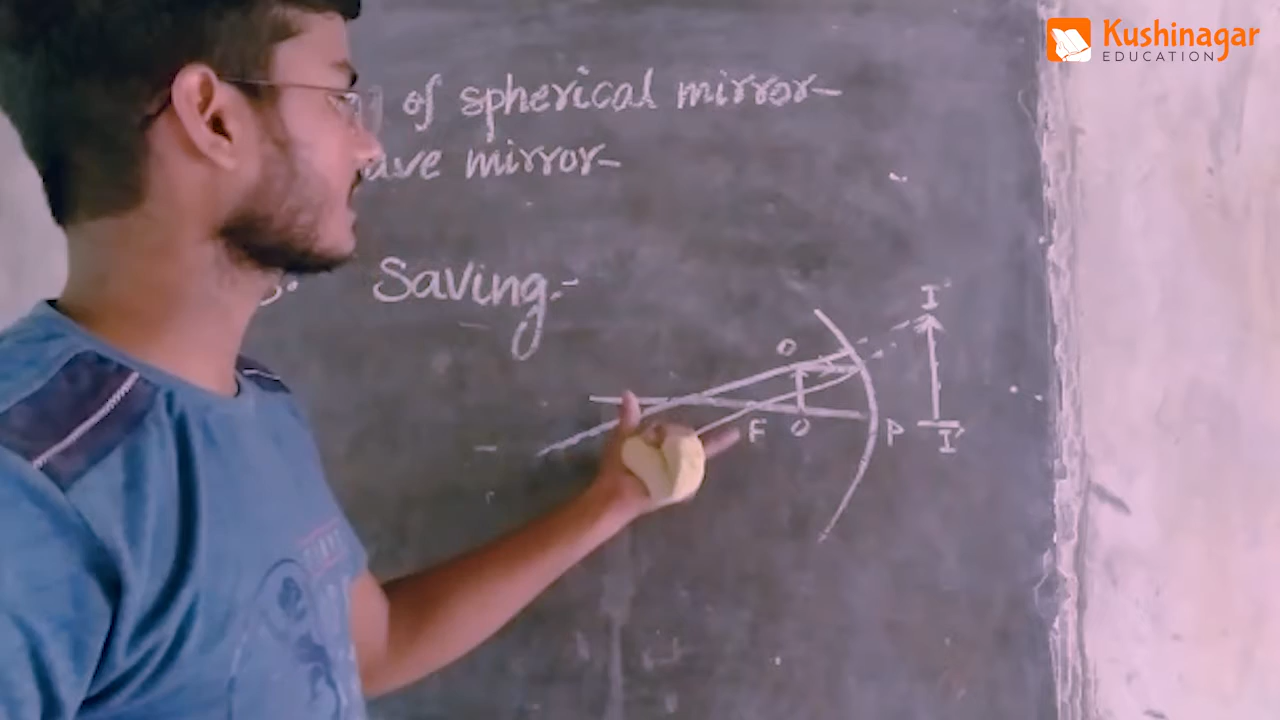 Kushinagar
EDUCATION
of spherical mirror-
ave mirror-
Saving:-
I'
O
F O P I'